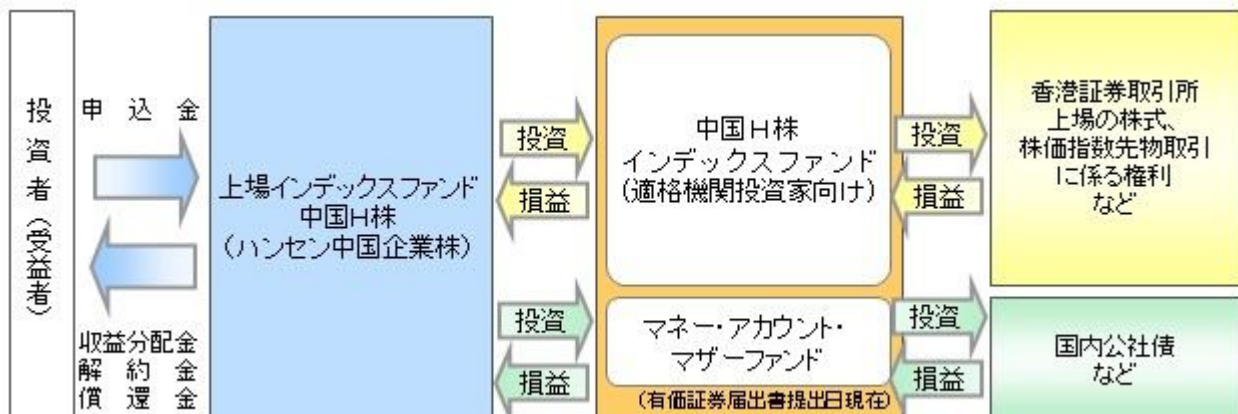 投資者（受益者）
申込金
収益分配金
解約金
償還金
上場インデックスファンド
中国H株
（ハンセン中国企業株）
投資
損益
投資
損益
中国H株
インデックスファンド
（適格機関投資家向け）
マネー・アカウント・
マザーファンド
（有価証券届出書提出日現在）
投資
損益
投資
損益
香港証券取引所
上場の株式、
株価指数先物取引
に係る権利
など
国内公社債
など